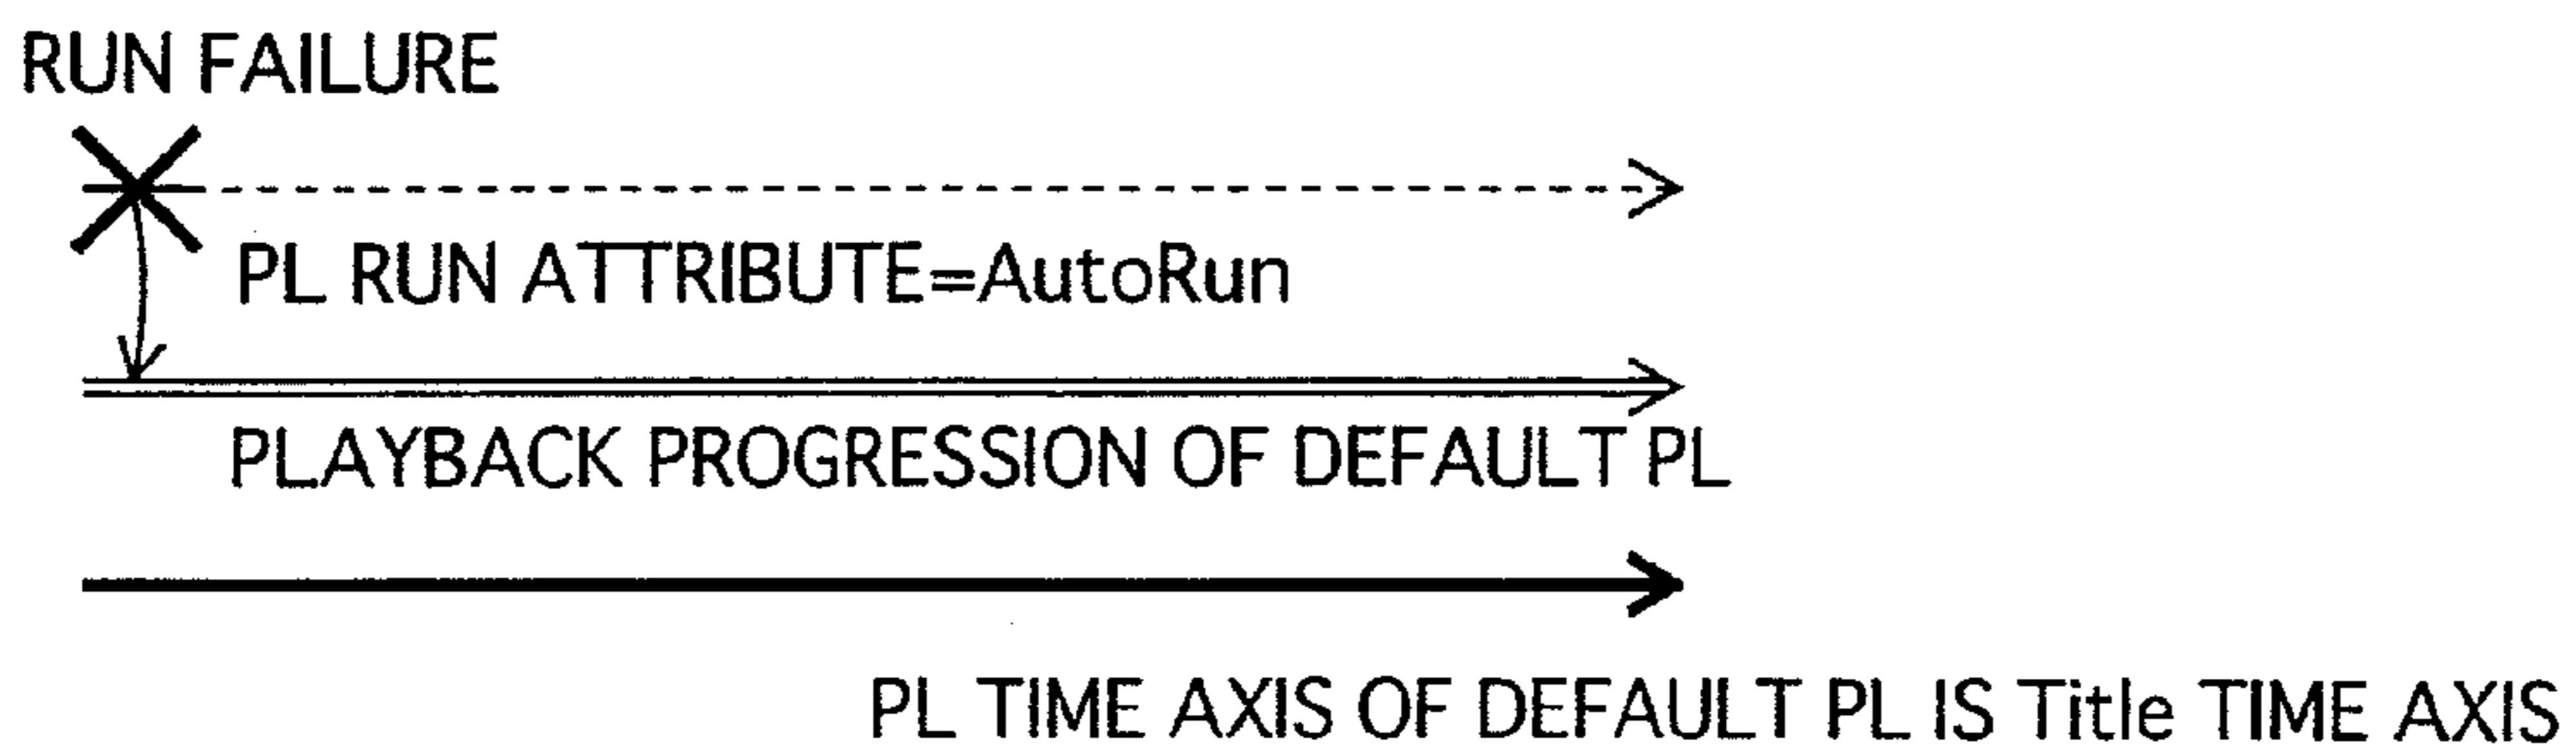 RUN FAILURE
PL RUN ATTRIBUTE=AutoRun
PLAYBACK PROGRESSION OF DEFAULT PL
PL TIME AXIS OF DEFAULT PL IS Title TIME AXIS